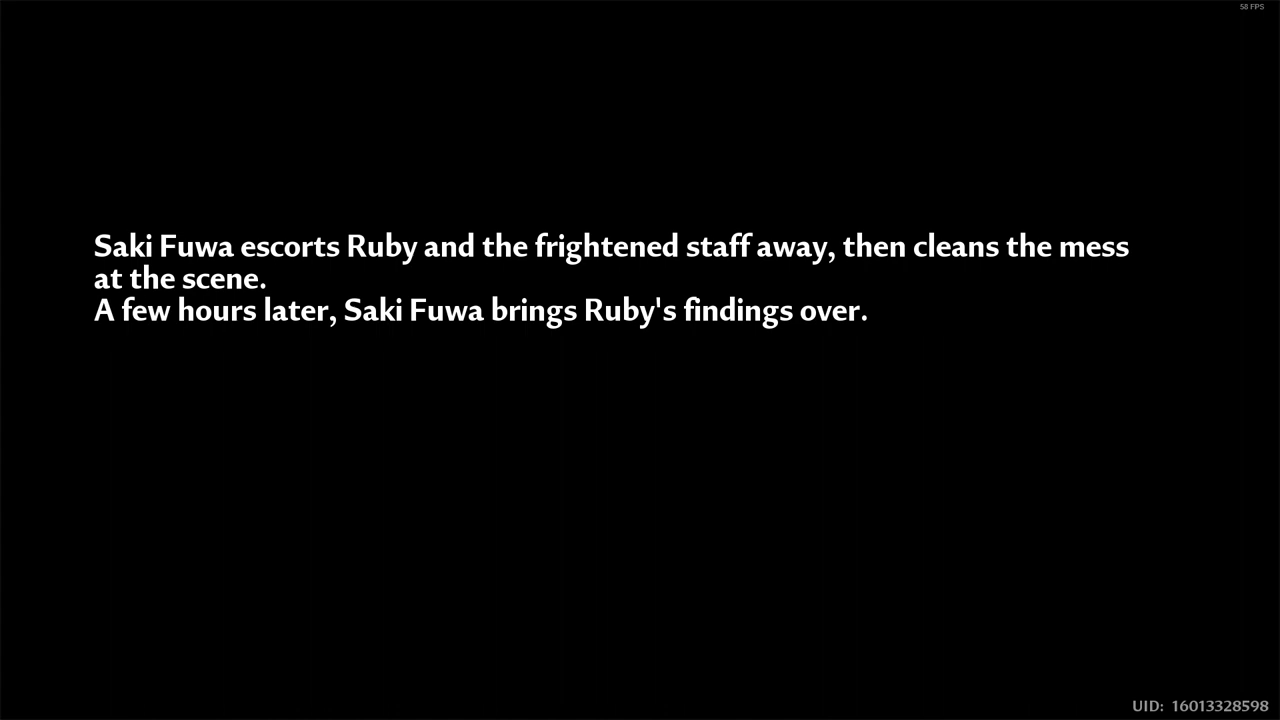 58 FPS
Saki Fuwa escorts Ruby and the frightened staff away, then cleans the mess
at the scene.
A few hours later, Saki Fuwa brings Ruby's findings over.
UID: 16013328598